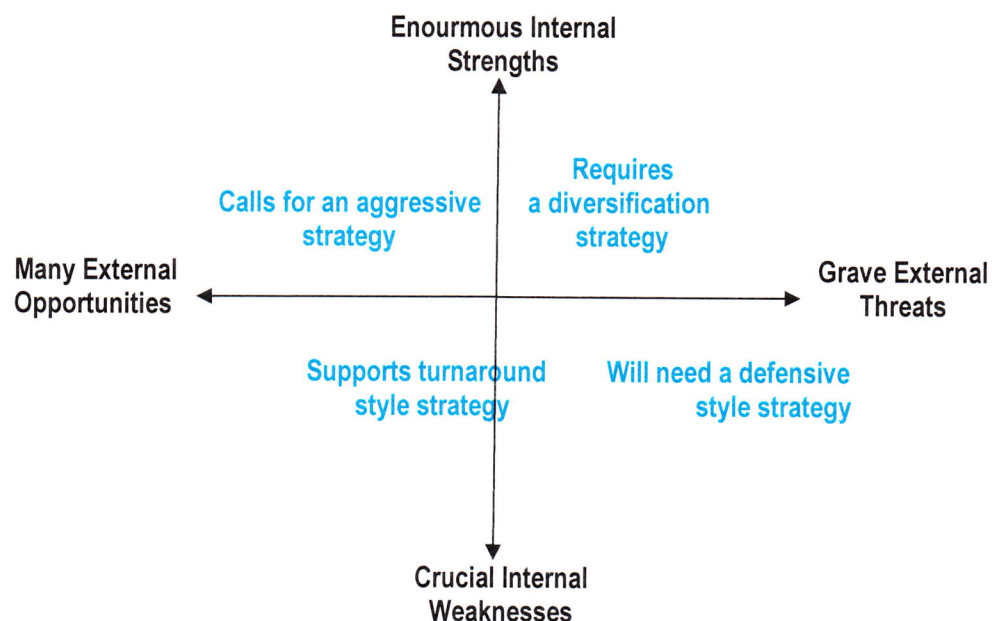 Enourmous Internal
Strengths
Calls for an aggressive
strategy
Requires
a diversification
strategy
Many External
Opportunities
Grave External
Threats
Supports turnaround
style strategy
Will need a defensive
style strategy
Crucial Internal
Weaknesses